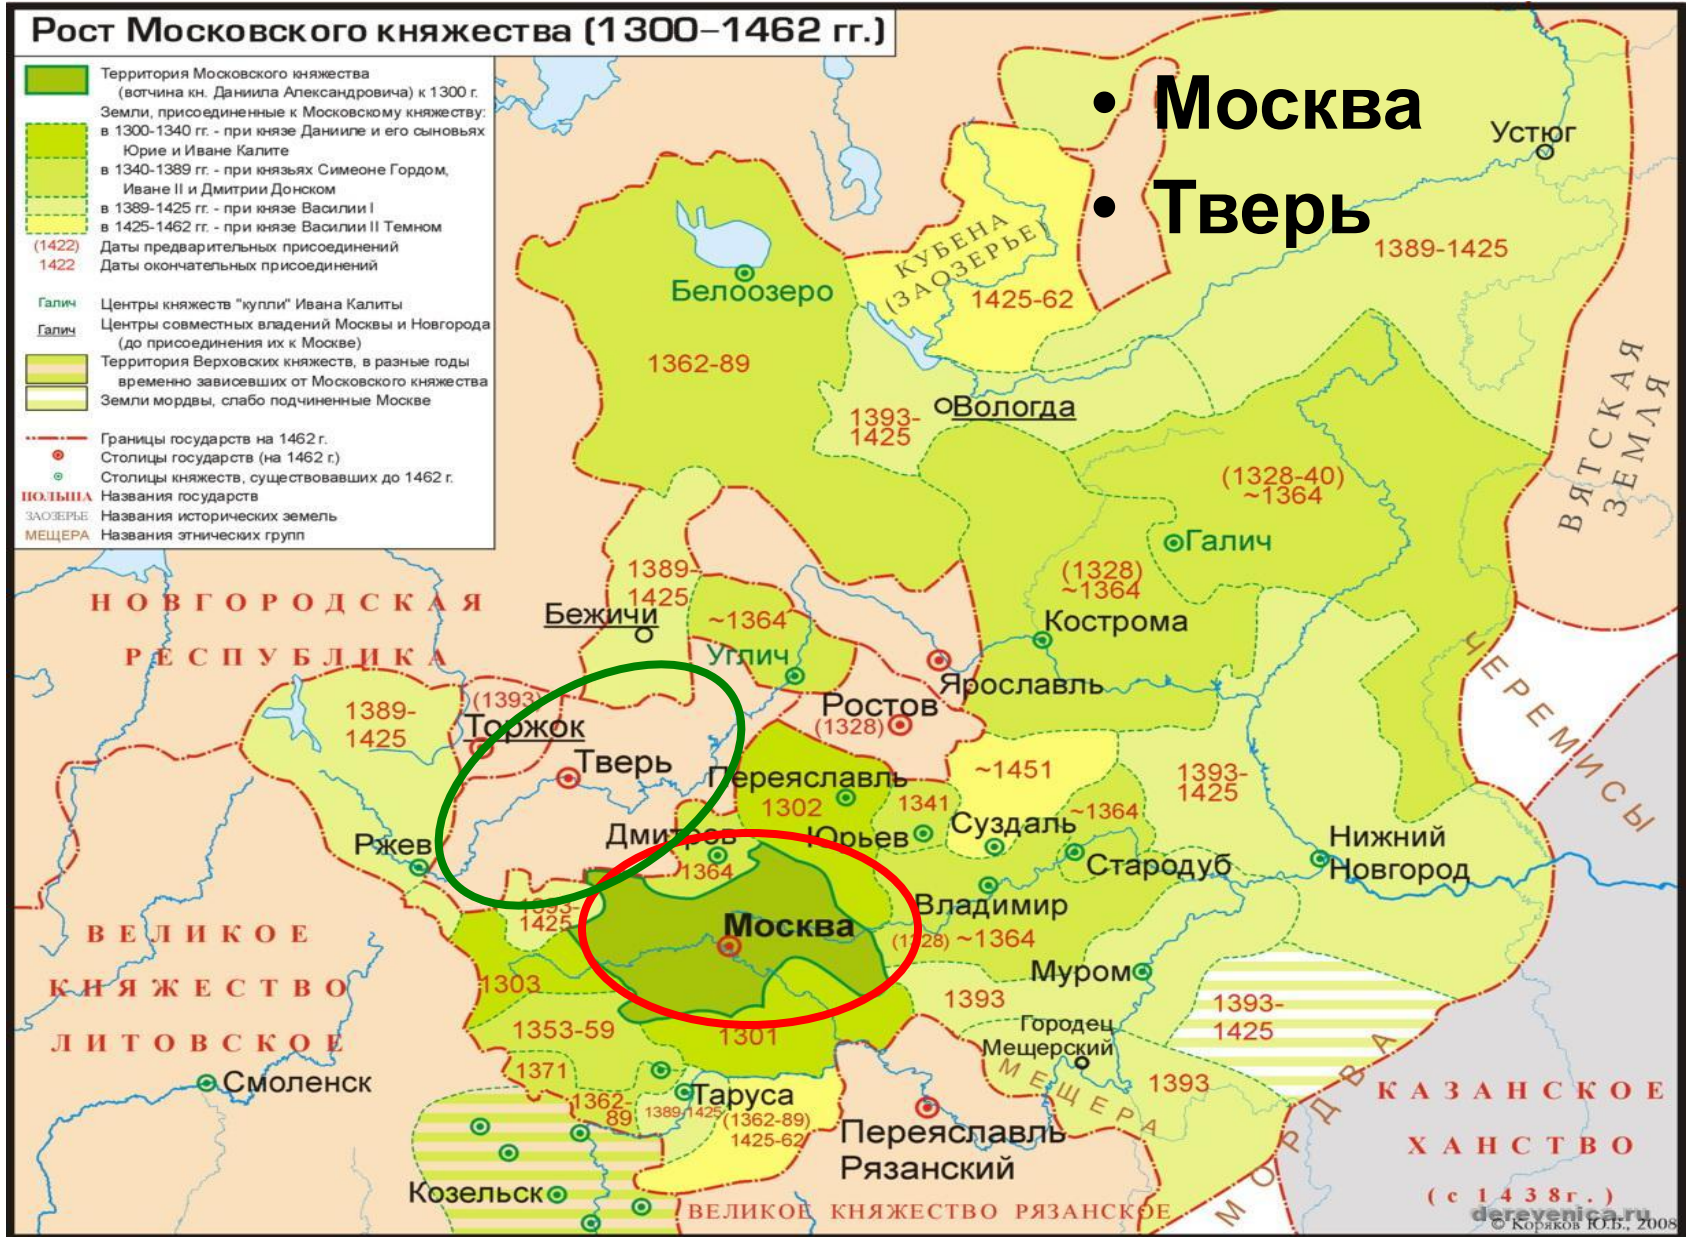 Рост Московского княжества (1300–1462 гг.)
Территория Московского княжества
(вотчина кн. Даниила Александровича) к 1300 г.
Земли, присоединенные к Московскому княжеству:
в 1300-1340 гг. - при князе Данииле и его сыновьях
Юрие и Иване Калите
в 1340-1389 гг. - при князьях Симеоне Гордом,
Иване II и Дмитрии Донском
в 1389-1425 гг. - при князе Василии I
в 1425-1462 гг. - при князе Василии II Темном
(1422) Даты предварительных присоединений
1422 Даты окончательных присоединений
Галич Центры княжеств "купли" Ивана Калиты
Галич Центры совместных владений Москвы и Новгорода
(до присоединения их к Москве)
Территория Верховских княжеств, в разные годы
временно зависевших от Московского княжества
Земли мордвы, слабо подчиненные Москве
Границы государств на 1462 г.
Столицы государств (на 1462 г.)
Столицы княжеств, существовавших до 1462 г.
ПОЛЬША Названия государств
ЗАОЗЕРЬЕ Названия исторических земель
МЕЩЕРА Названия этнических групп
• Москва
• Тверь
Устюг
1389-1425
КУБЕНА
(ЗАОЗЕРЬЕ)
1425-62
Белоозеро
1362-89
Вологда
1393-
1425
ВЯТСКАЯ
ЗЕМЛЯ
(1328-40)
~1364
Галич
(1328)
~1364
Кострома
1389-
1425
Бежичи
~1364
Углич
НОВГОРОДСКАЯ
РЕСПУБЛИКА
Ярославль
Ростов
(1328)
ЧЕРЕМИСЫ
1389-
1425
(1393)
Торжок
Тверь
Переяславль
1302
1341
Юрьев
~1451
Суздаль
~1364
Стародуб
1393-
1425
Нижний
Новгород
Ржев
Дмитров
1364
1393-
1425
Москва
Владимир
(1328) ~1364
Муром
ВЕЛИКОЕ
КНЯЖЕСТВО
ЛИТОВСКОЕ
1303
1393
1393-
1425
1353-59
1301
Городец
Мещерский
МЕЩЕРА
1393
МОРДВА
Смоленск
1371
1362-
89
Таруса
1389-1425
(1362-89)
1425-62
Переяславль
Рязанский
КАЗАНСКОЕ
ХАНСТВО
(с 1438г.)
Козельск
ВЕЛИКОЕ КНЯЖЕСТВО РЯЗАНСКОЕ
derevenica.ru
© Коряков Ю.Б., 2008